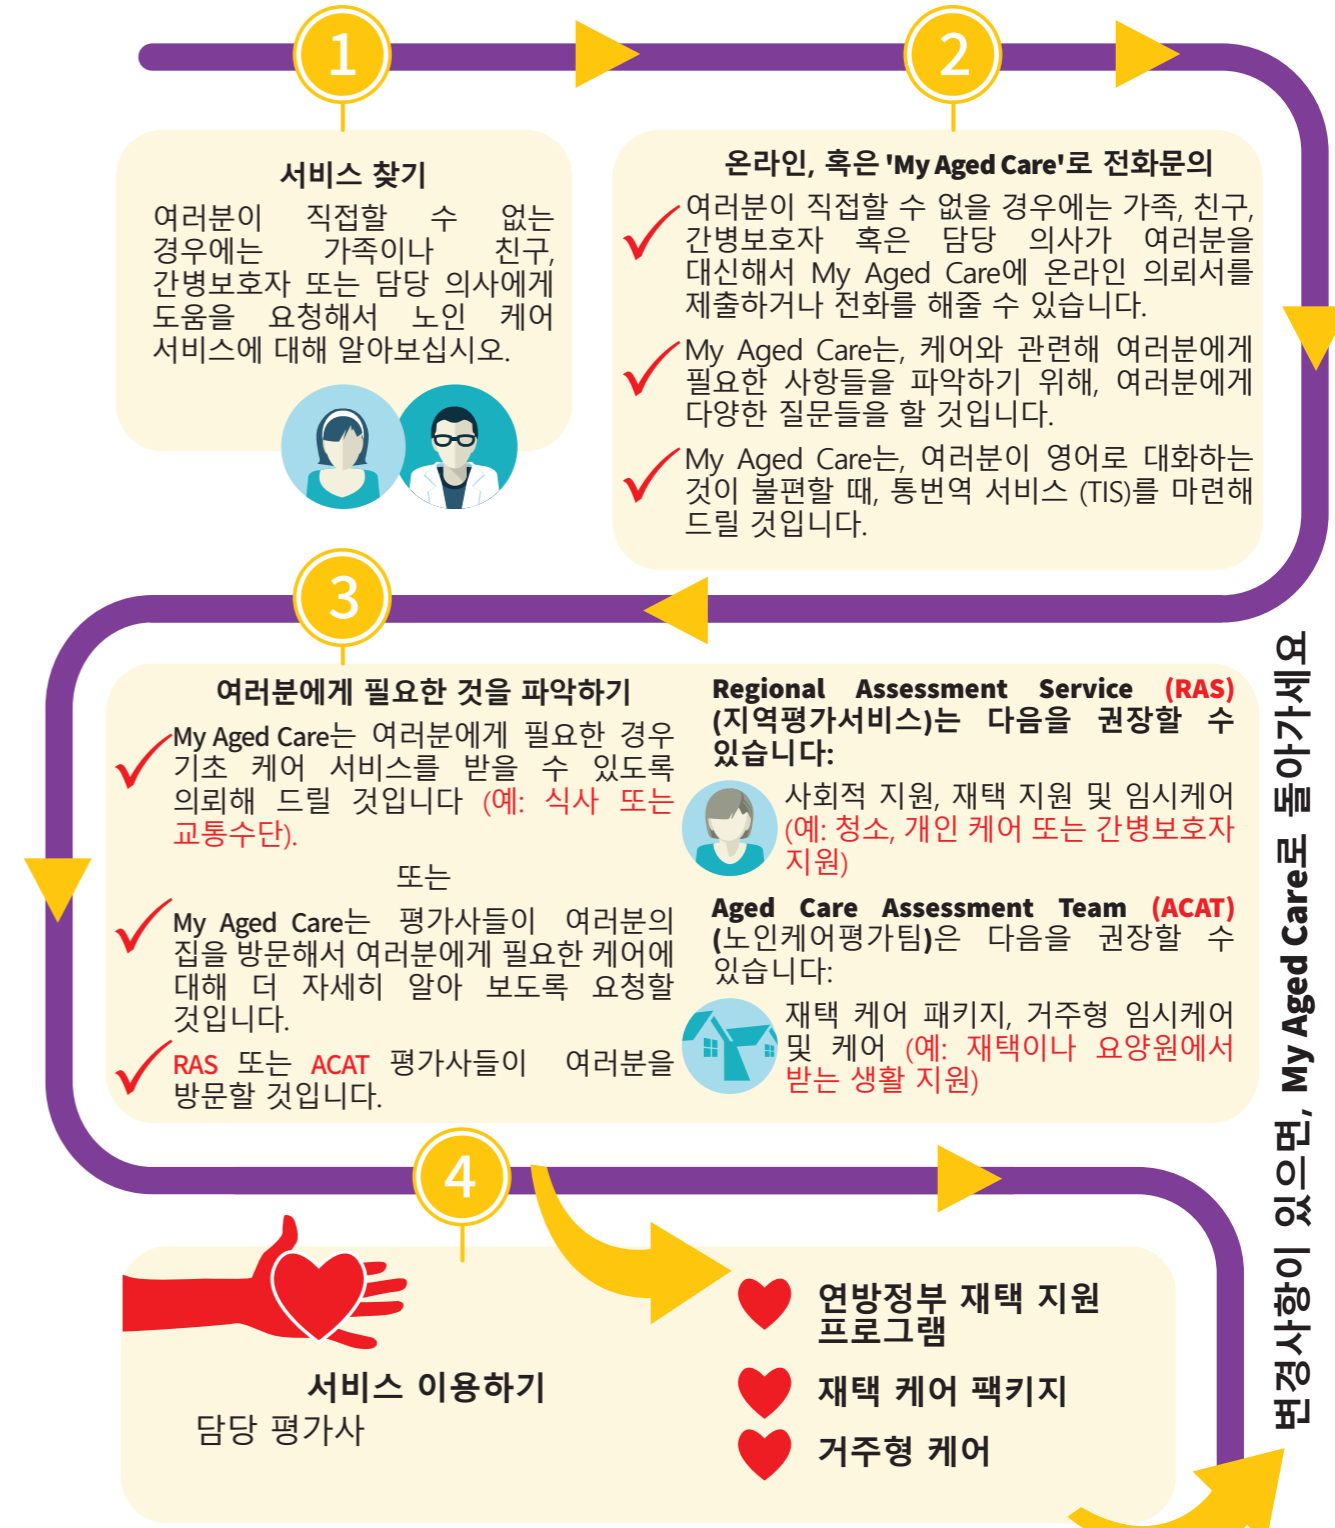 1
2
서비스 찾기
여러분이 직접할 수 없는
경우에는 가족이나 친구,
간병보호자 또는 담당 의사에게
도움을 요청해서 노인 케어
서비스에 대해 알아보십시오.
온라인, 혹은 'My Aged Care'로 전화문의
여러분이 직접할 수 없을 경우에는 가족, 친구,
간병보호자 혹은 담당 의사가 여러분을
대신해서 My Aged Care에 온라인 의뢰서를
제출하거나 전화를 해줄 수 있습니다.
My Aged Care는, 케어와 관련해 여러분에게
필요한 사항들을 파악하기 위해, 여러분에게
다양한 질문들을 할 것입니다.
My Aged Care는, 여러분이 영어로 대화하는
것이 불편할 때, 통번역 서비스 (TIS)를 마련해
드릴 것입니다.
3
여러분에게 필요한 것을 파악하기
My Aged Care는 여러분에게 필요한 경우
기초 케어 서비스를 받을 수 있도록
의뢰해 드릴 것입니다 (예: 식사 또는
교통수단).
또는
My Aged Care는 평가사들이 여러분의
집을 방문해서 여러분에게 필요한 케어에
대해 더 자세히 알아 보도록 요청할
것입니다.
RAS 또는 ACAT 평가사들이 여러분을
방문할 것입니다.
Regional Assessment Service (RAS)
(지역평가서비스)는 다음을 권장할 수
있습니다:
사회적 지원, 재택 지원 및 임시케어
(예: 청소, 개인 케어 또는 간병보호자
지원)
Aged Care Assessment Team (ACAT)
(노인케어평가팀)은 다음을 권장할 수
있습니다:
재택 케어 패키지, 거주형 임시케어
및 케어 (예: 재택이나 요양원에서
받는 생활 지원)
4
서비스 이용하기
담당 평가사
연방정부 재택 지원
프로그램
재택 케어 팩키지
거주형 케어
변경사항이 있으면, My Aged Care로 돌아가세요